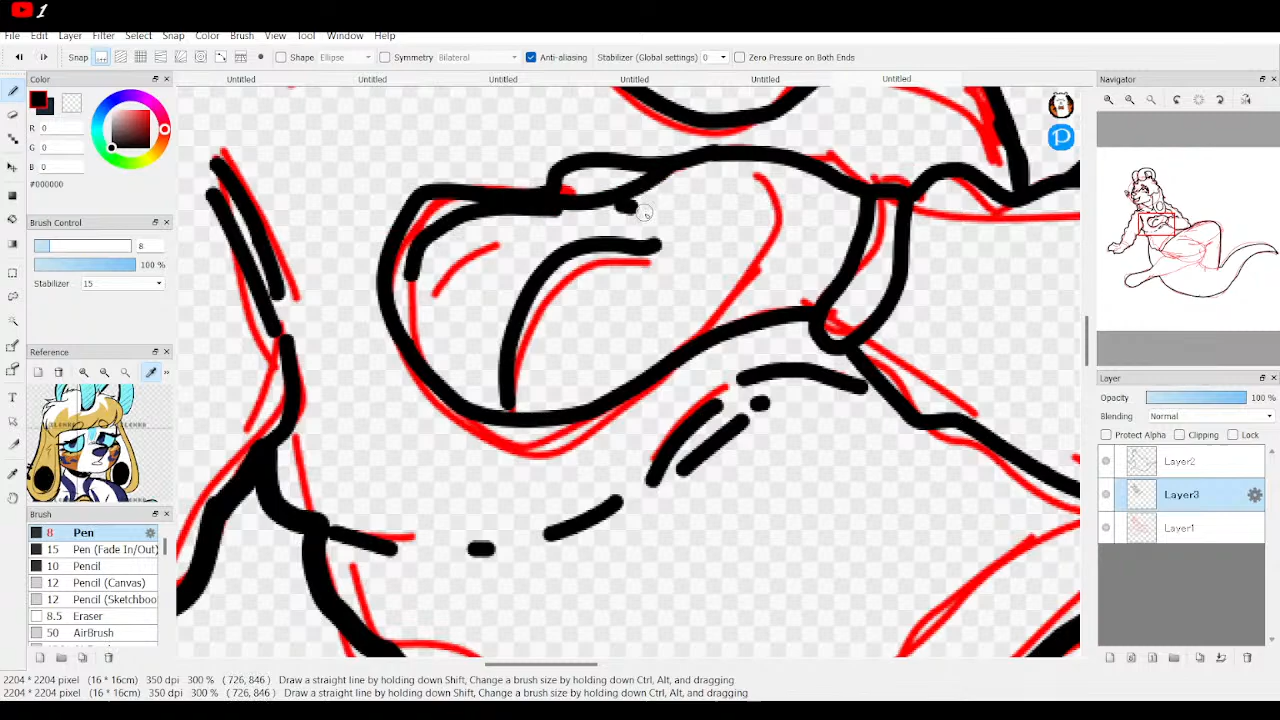 1
File Edit Layer Filter Select Snap Color Brush View Tool Window Help
Snap Shape Ellipse Symmetry Bilateral Anti-aliasing Stabilizer (Global settings) 0 Zero Pressure on Both Ends
Color
Untitled Untitled Untitled Untitled Untitled Untitled
Navigator
R 0
G 0
B 0
#000000
P
Brush Control
8
100 %
Stabilizer 15
Reference
»
Layer
Opacity 100 %
Blending Normal
Protect Alpha Clipping Lock
Layer2
Layer3
Layer1
Brush
8 Pen
15 Pen (Fade In/Out)
10 Pencil
12 Pencil (Canvas)
12 Pencil (Sketchboo
8.5 Eraser
50 AirBrush
2204 * 2204 pixel (16 * 16cm) 350 dpi 300 % (726, 846) Draw a straight line by holding down Shift, Change a brush size by holding down Ctrl, Alt, and dragging
2204 * 2204 pixel (16 * 16cm) 350 dpi 300 % (726, 846) Draw a straight line by holding down Shift, Change a brush size by holding down Ctrl, Alt, and dragging